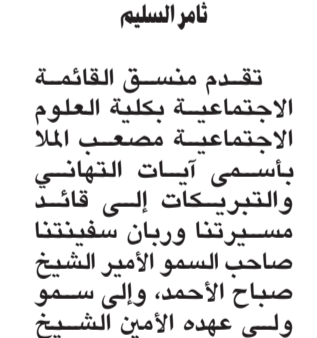 ثامر السليم
تقدم منسق القائمة
الاجتماعية بكلية العلوم
الاجتماعية مصعب الملا
بأسمى آيات التهاني
والتبريكات إلى قائد
مسيرتنا وربان سفينتنا
صاحب السمو الأمير الشيخ
صباح الأحمد، وإلى سمو
ولي عهده الأمين الشيخ